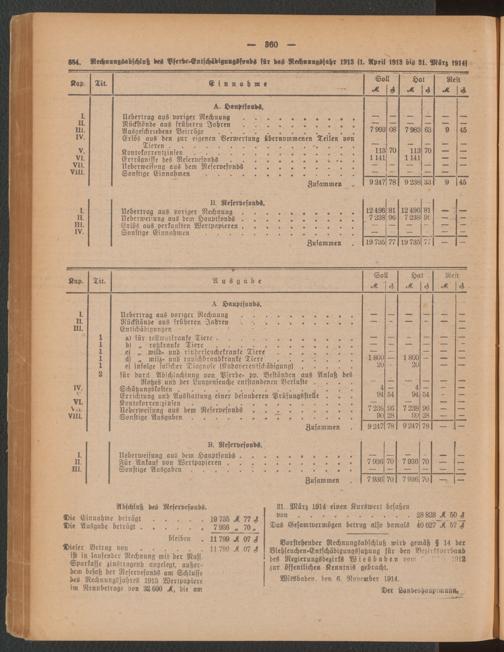 — 360 —
554. Rechnungsabschluß des Pferde-Entschädigungsfonds für das Rechnungsjahr 1913 (1. April 1913 bis 31. März 1914)
Kap. Tit. Einnahme Soll Hat Rest
ℳ ₰ ℳ ₰ ℳ ₰
A. Hauptfonds.
I. Uebertrag aus voriger Rechnung — — — — — —
II. Rückstände aus früheren Jahren — — — — — —
III. Ausgeschriebene Beiträge 7 993 08 7 983 63 9 45
IV. Erlös aus den zur eigenen Verwertung übernommenen Teilen von
Tieren — — — — — —
V. Kontokorrentzinsen 113 70 113 70 — —
VI. Erträgnisse des Reservefonds 1 141 — 1 141 — — —
VII. Ueberweisung aus dem Reservefonds — — — — — —
VIII. Sonstige Einnahmen — — — — — —
Zusammen 9 247 78 9 238 33 9 45
B. Reservefonds.
I. Uebertrag aus voriger Rechnung 12 496 81 12 496 81 — —
II. Ueberweisung aus dem Hauptfonds 7 238 96 7 238 96 — —
III. Erlös aus verkauften Wertpapieren — — — — — —
IV. Sonstige Einnahmen — — — — — —
Zusammen 19 735 77 19 735 77 — —
Kap. Tit. Ausgabe Soll Hat Rest
ℳ ₰ ℳ ₰ ℳ ₰
A. Hauptfonds.
I. Uebertrag aus voriger Rechnung — — — — — —
II. Rückstände aus früheren Jahren — — — — — —
III. Entschädigungen
1 a) für rotzkranke Tiere — — — — — —
1 b) „ rotzkranke Tiere — — — — — —
1 c) „ milz- und rinderseuchekranke Tiere — — — — — —
1 d) „ milz- und rauschbrandkranke Tiere 1 800 — 1 800 — — —
1 e) infolge falscher Diagnose (Kadaverentschädigung) 20 — 20 — — —
2 für durch Abschlachtung von Pferde- pp. Beständen aus Anlaß des
Rotzes und der Lungenseuche entstandenen Verluste — — — — — —
IV. Schätzungskosten 4 — 4 — — —
V. Errichtung und Ausstattung einer besonderen Prüfungsstelle 94 54 94 54 — —
VI. Kontokorrentzinsen — — — — — —
VII. Ueberweisung aus dem Reservefonds 7 238 96 7 238 96 — —
VIII. Sonstige Ausgaben 90 28 90 28 — —
Zusammen 9 247 78 9 247 78 — —
B. Reservefonds.
I. Ueberweisung aus dem Hauptfonds — — — — — —
II. Für Ankauf von Wertpapieren 7 936 70 7 936 70 — —
III. Sonstige Ausgaben — — — — — —
Zusammen 7 936 70 7 936 70 — —
Abschluß des Reservefonds.
Die Einnahme beträgt 19 735 ℳ 77 ₰
Die Ausgabe beträgt 7 936 „ 70 „
bleiben 11 799 ℳ 07 ₰
Dieser Betrag von 11 799 ℳ 07 ₰
ist in laufender Rechnung mit der Nass.
Sparkasse zinstragend angelegt, außer-
dem besaß der Reservefonds am Schlusse
des Rechnungsjahres 1913 Wertpapiere
im Nennbetrage von 32 600 ℳ, die am
31. März 1914 einen Kurswert besaßen
von 28 828 ℳ 50 ₰
Das Gesamtvermögen betrug also damals 40 627 ℳ 57 ₰
Vorstehender Rechnungsabschluß wird gemäß § 14 der
Viehseuchen-Entschädigungssatzung für den Bezirksverband
des Regierungsbezirks Wiesbaden vom 1912
zur öffentlichen Kenntnis gebracht.
Wiesbaden, den 6. November 1914.
Der Landeshauptmann.